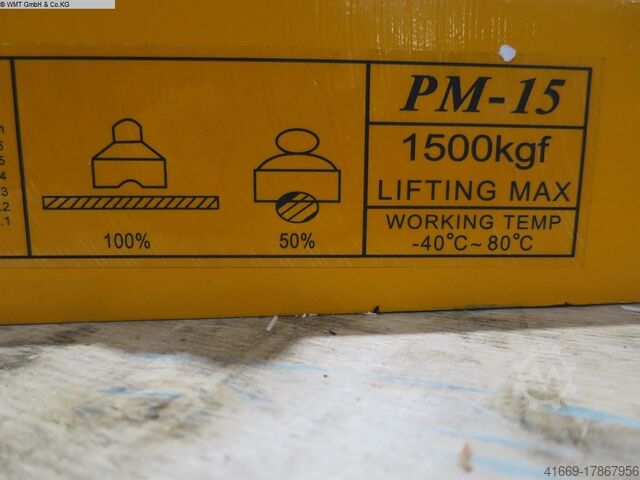 ® WMT GmbH & Co.KG
PM-15
1500kgf
LIFTING MAX
WORKING TEMP
-40°C~80°C
100%
50%
41669-17867956